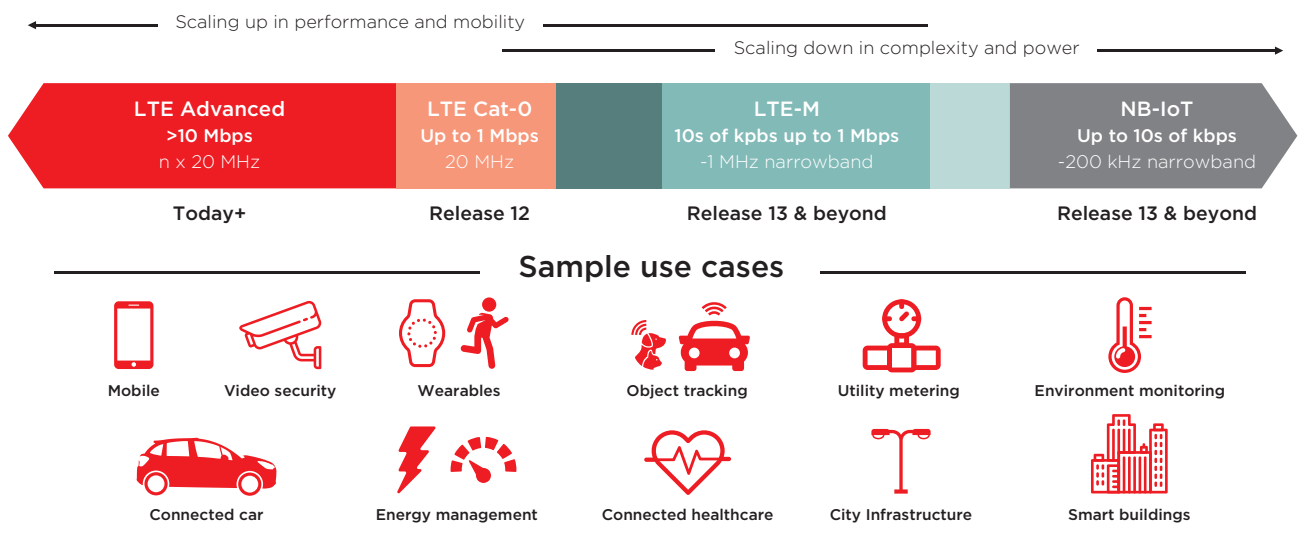 Scaling up in performance and mobility
Scaling down in complexity and power
LTE Advanced
>10 Mbps
n x 20 MHz
LTE Cat-0
Up to 1 Mbps
20 MHz
LTE-M
10s of kpbs up to 1 Mbps
~1 MHz narrowband
NB-IoT
Up to 10s of kbps
~200 kHz narrowband
Today+
Release 12
Release 13 & beyond
Release 13 & beyond
Sample use cases
Mobile
Video security
Wearables
Object tracking
Utility metering
Environment monitoring
Connected car
Energy management
Connected healthcare
City Infrastructure
Smart buildings